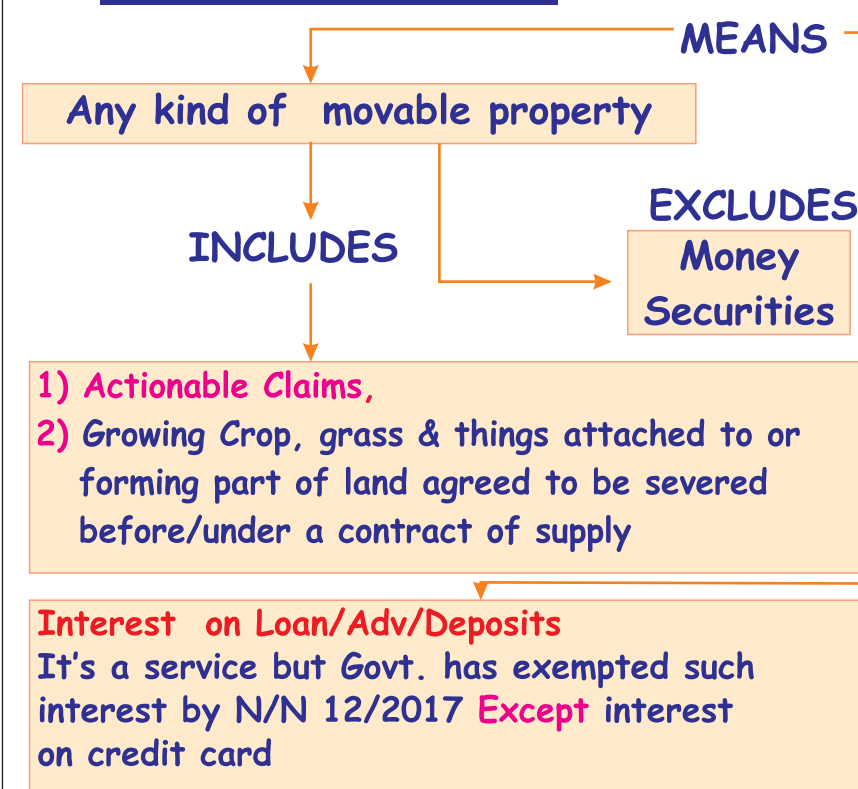 MEANS
Any kind of movable property
EXCLUDES
INCLUDES
Money
Securities
1) Actionable Claims,
2) Growing Crop, grass & things attached to or
forming part of land agreed to be severed
before/under a contract of supply
Interest on Loan/Adv/Deposits
It's a service but Govt. has exempted such
interest by N/N 12/2017 Except interest
on credit card